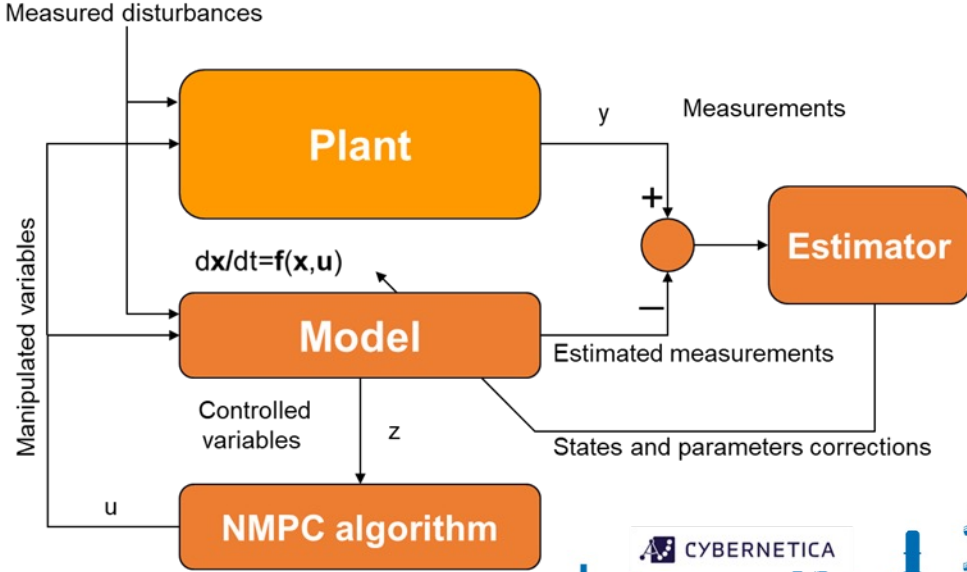 Measured disturbances
Plant
y
Measurements
+
Manipulated variables
Estimator
dx/dt=f(x,u)
Model
−
Estimated measurements
Controlled
variables
z
States and parameters corrections
u
NMPC algorithm
CYBERNETICA